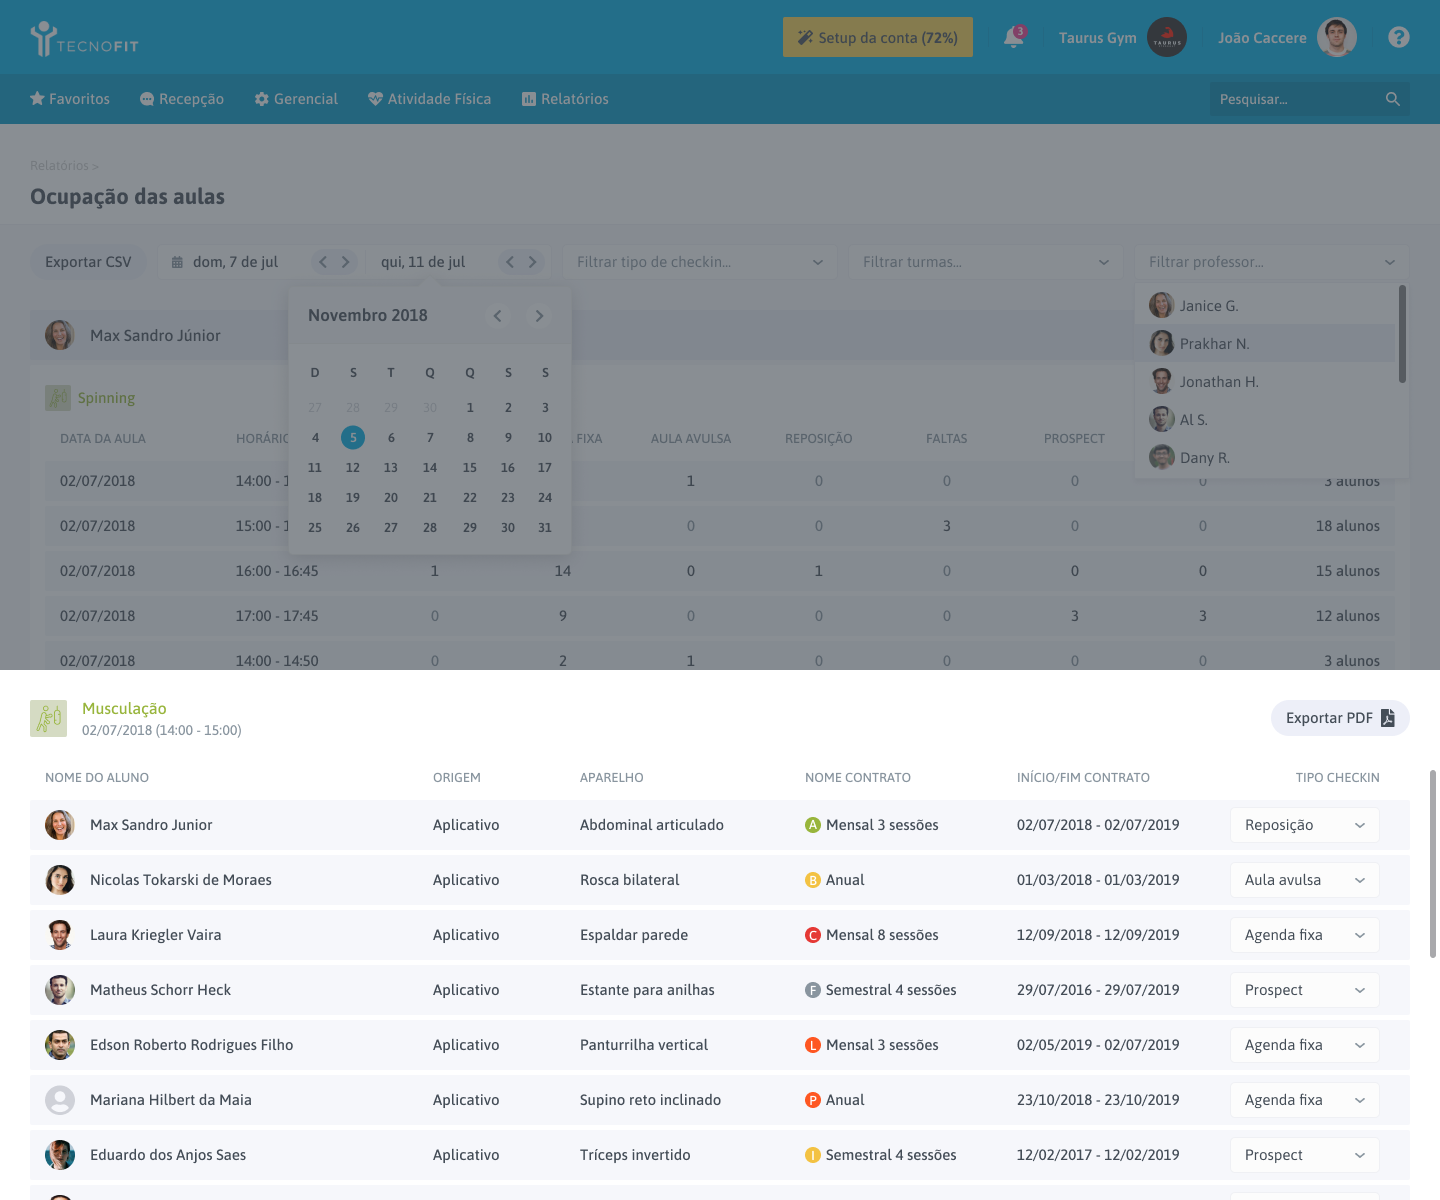 TECNOFIT
Setup da conta (72%)
3
Taurus Gym
TAURUS
João Caccere
?
Favoritos
Recepção
Gerencial
Atividade Física
Relatórios
Pesquisar...
Relatórios >
Ocupação das aulas
Exportar CSV
dom, 7 de jul
qui, 11 de jul
Filtrar tipo de checkin...
Filtrar turmas...
Filtrar professor...
Janice G.
Prakhar N.
Jonathan H.
Al S.
Dany R.
Max Sandro Júnior
Novembro 2018
D S T Q Q S S
27 28 29 30 1 2 3
4 5 6 7 8 9 10
11 12 13 14 15 16 17
18 19 20 21 22 23 24
25 26 27 28 29 30 31
Spinning
DATA DA AULA HORÁRIO FIXA AULA AVULSA REPOSIÇÃO FALTAS PROSPECT
02/07/2018 14:00 - 1 1 0 0 0 0 3 alunos
02/07/2018 15:00 - 1 0 0 3 0 0 18 alunos
02/07/2018 16:00 - 16:45 1 14 0 1 0 0 0 15 alunos
02/07/2018 17:00 - 17:45 0 9 0 0 0 3 3 12 alunos
02/07/2018 14:00 - 14:50 0 2 1 0 0 0 0 3 alunos
Musculação
02/07/2018 (14:00 - 15:00)
Exportar PDF
NOME DO ALUNO ORIGEM APARELHO NOME CONTRATO INÍCIO/FIM CONTRATO TIPO CHECKIN
Max Sandro Junior Aplicativo Abdominal articulado A Mensal 3 sessões 02/07/2018 - 02/07/2019 Reposição
Nicolas Tokarski de Moraes Aplicativo Rosca bilateral B Anual 01/03/2018 - 01/03/2019 Aula avulsa
Laura Kriegler Vaira Aplicativo Espaldar parede C Mensal 8 sessões 12/09/2018 - 12/09/2019 Agenda fixa
Matheus Schorr Heck Aplicativo Estante para anilhas F Semestral 4 sessões 29/07/2016 - 29/07/2019 Prospect
Edson Roberto Rodrigues Filho Aplicativo Panturrilha vertical L Mensal 3 sessões 02/05/2019 - 02/07/2019 Agenda fixa
Mariana Hilbert da Maia Aplicativo Supino reto inclinado P Anual 23/10/2018 - 23/10/2019 Agenda fixa
Eduardo dos Anjos Saes Aplicativo Tríceps invertido I Semestral 4 sessões 12/02/2017 - 12/02/2019 Prospect